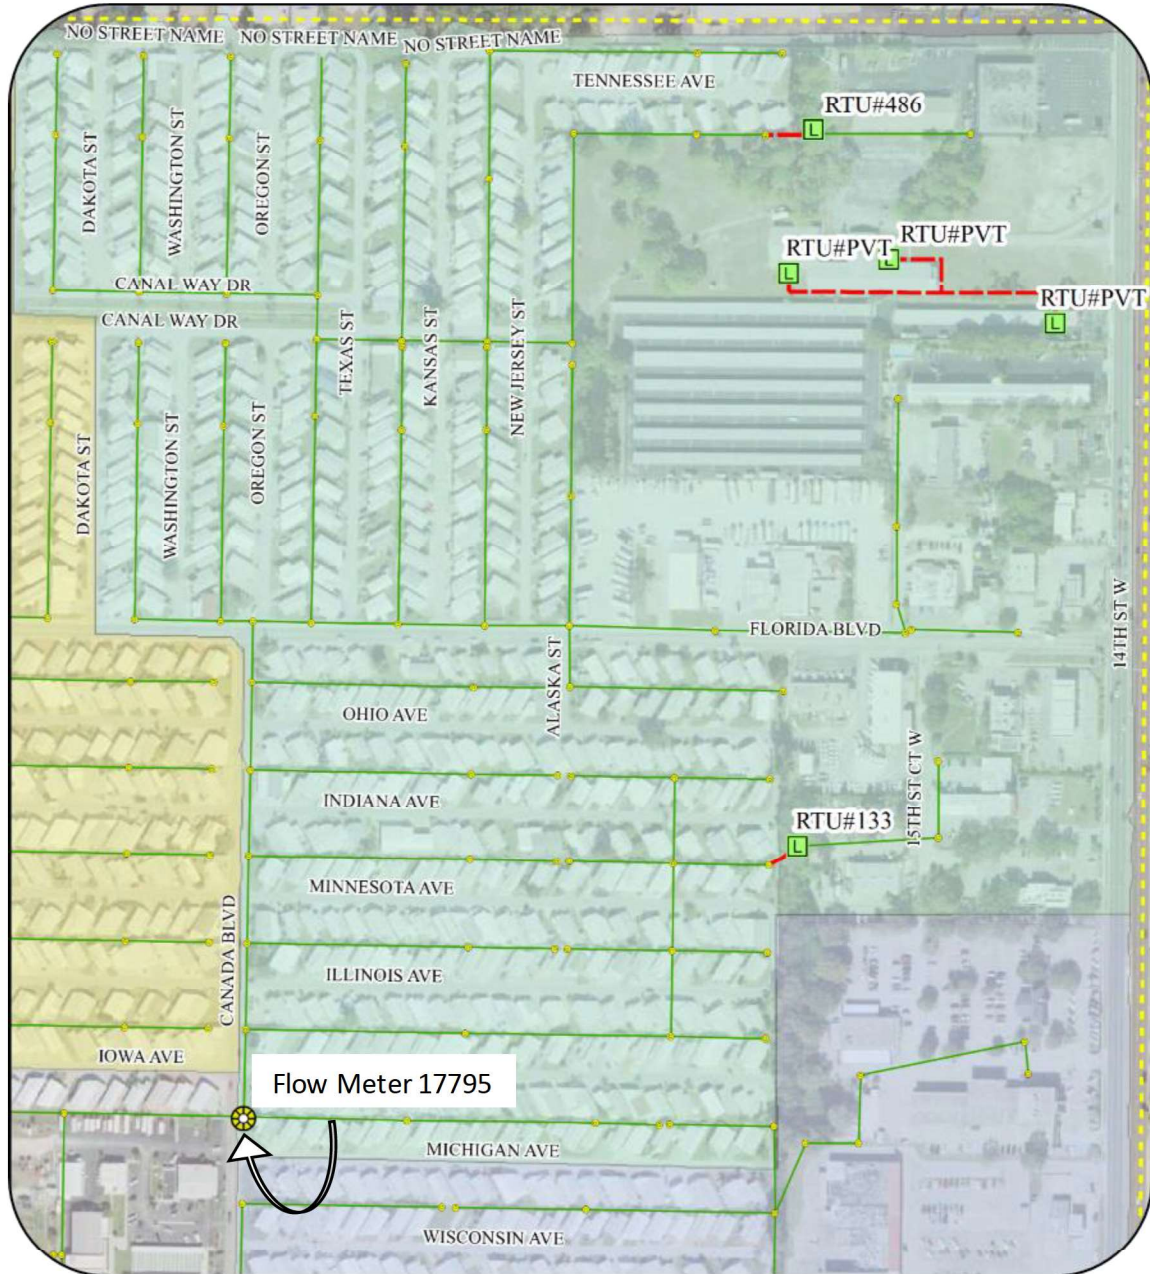 NO STREET NAME
NO STREET NAME
NO STREET NAME
TENNESSEE AVE
RTU#486
DAKOTA ST
WASHINGTON ST
OREGON ST
RTU#PVT
RTU#PVT
L
L
L
RTU#PVT
L
CANAL WAY DR
CANAL WAY DR
TEXAS ST
KANSAS ST
NEW JERSEY ST
DAKOTA ST
WASHINGTON ST
OREGON ST
14TH ST W
FLORIDA BLVD
ALASKA ST
OHIO AVE
INDIANA AVE
15TH ST CT W
RTU#133
L
MINNESOTA AVE
CANADA BLVD
ILLINOIS AVE
IOWA AVE
Flow Meter 17795
MICHIGAN AVE
WISCONSIN AVE